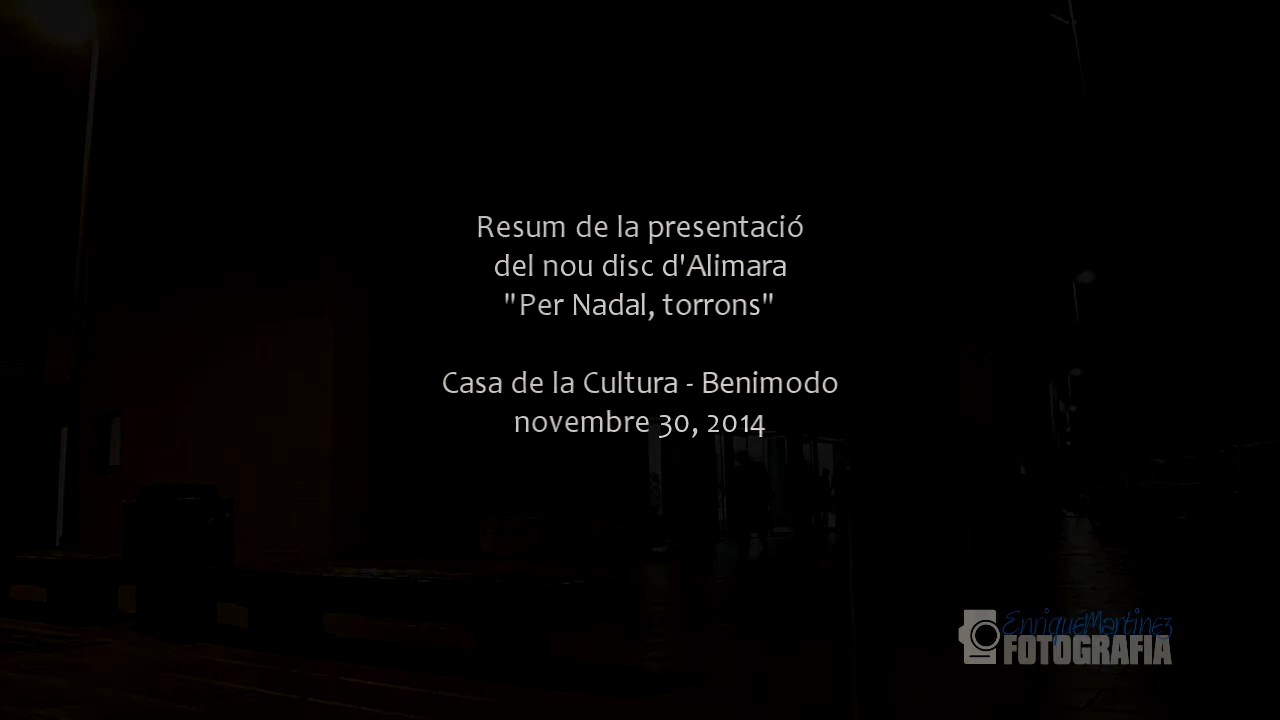 Resum de la presentació
del nou disc d'Alimara
"Per Nadal, torrons"
Casa de la Cultura - Benimodo
novembre 30, 2014
EnriqueMartinez
FOTOGRAFIA